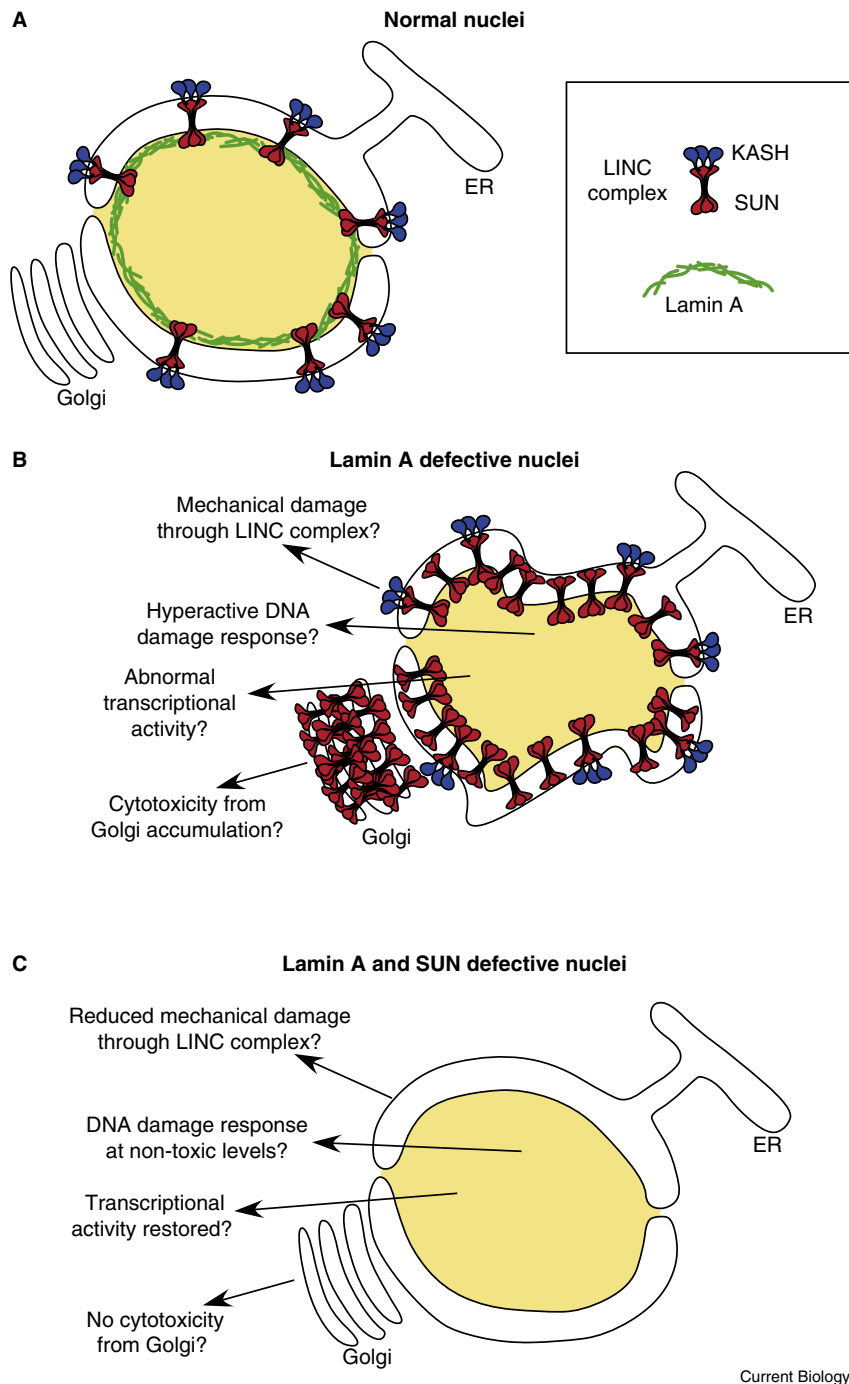 A
Normal nuclei
ER
Golgi
LINC
complex
KASH
SUN
Lamin A
B
Lamin A defective nuclei
Mechanical damage
through LINC complex?
Hyperactive DNA
damage response?
Abnormal
transcriptional
activity?
Cytotoxicity from
Golgi accumulation?
Golgi
ER
C
Lamin A and SUN defective nuclei
Reduced mechanical damage
through LINC complex?
DNA damage response
at non-toxic levels?
Transcriptional
activity restored?
No cytotoxicity
from Golgi?
Golgi
ER
Current Biology